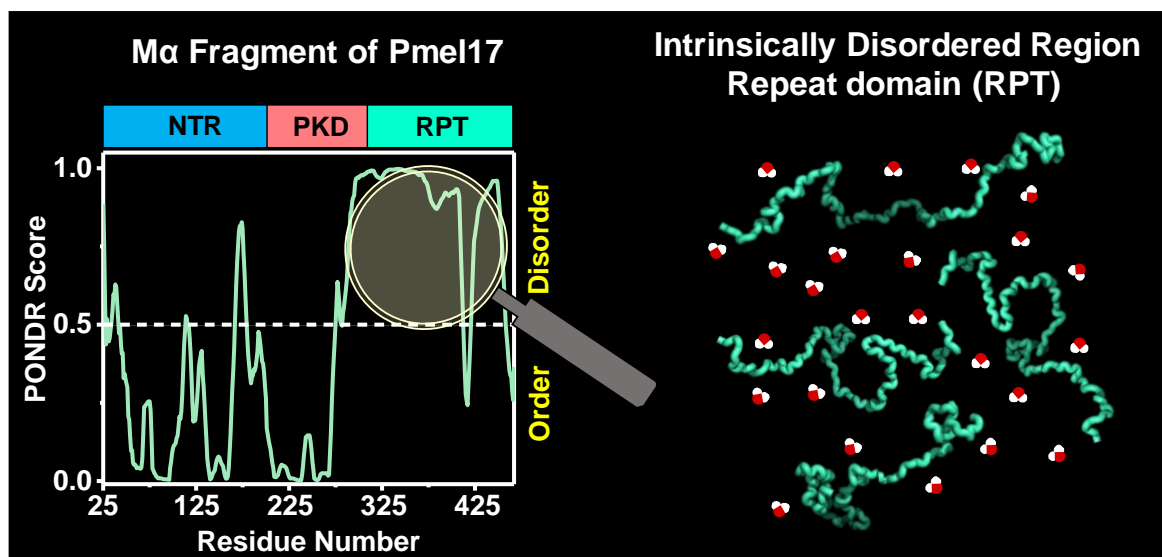 Mα Fragment of Pmel17
NTR PKD RPT
PONDR Score
1.0
0.5
0.0
25 125 225 325 425
Residue Number
Disorder
Order
Intrinsically Disordered Region
Repeat domain (RPT)